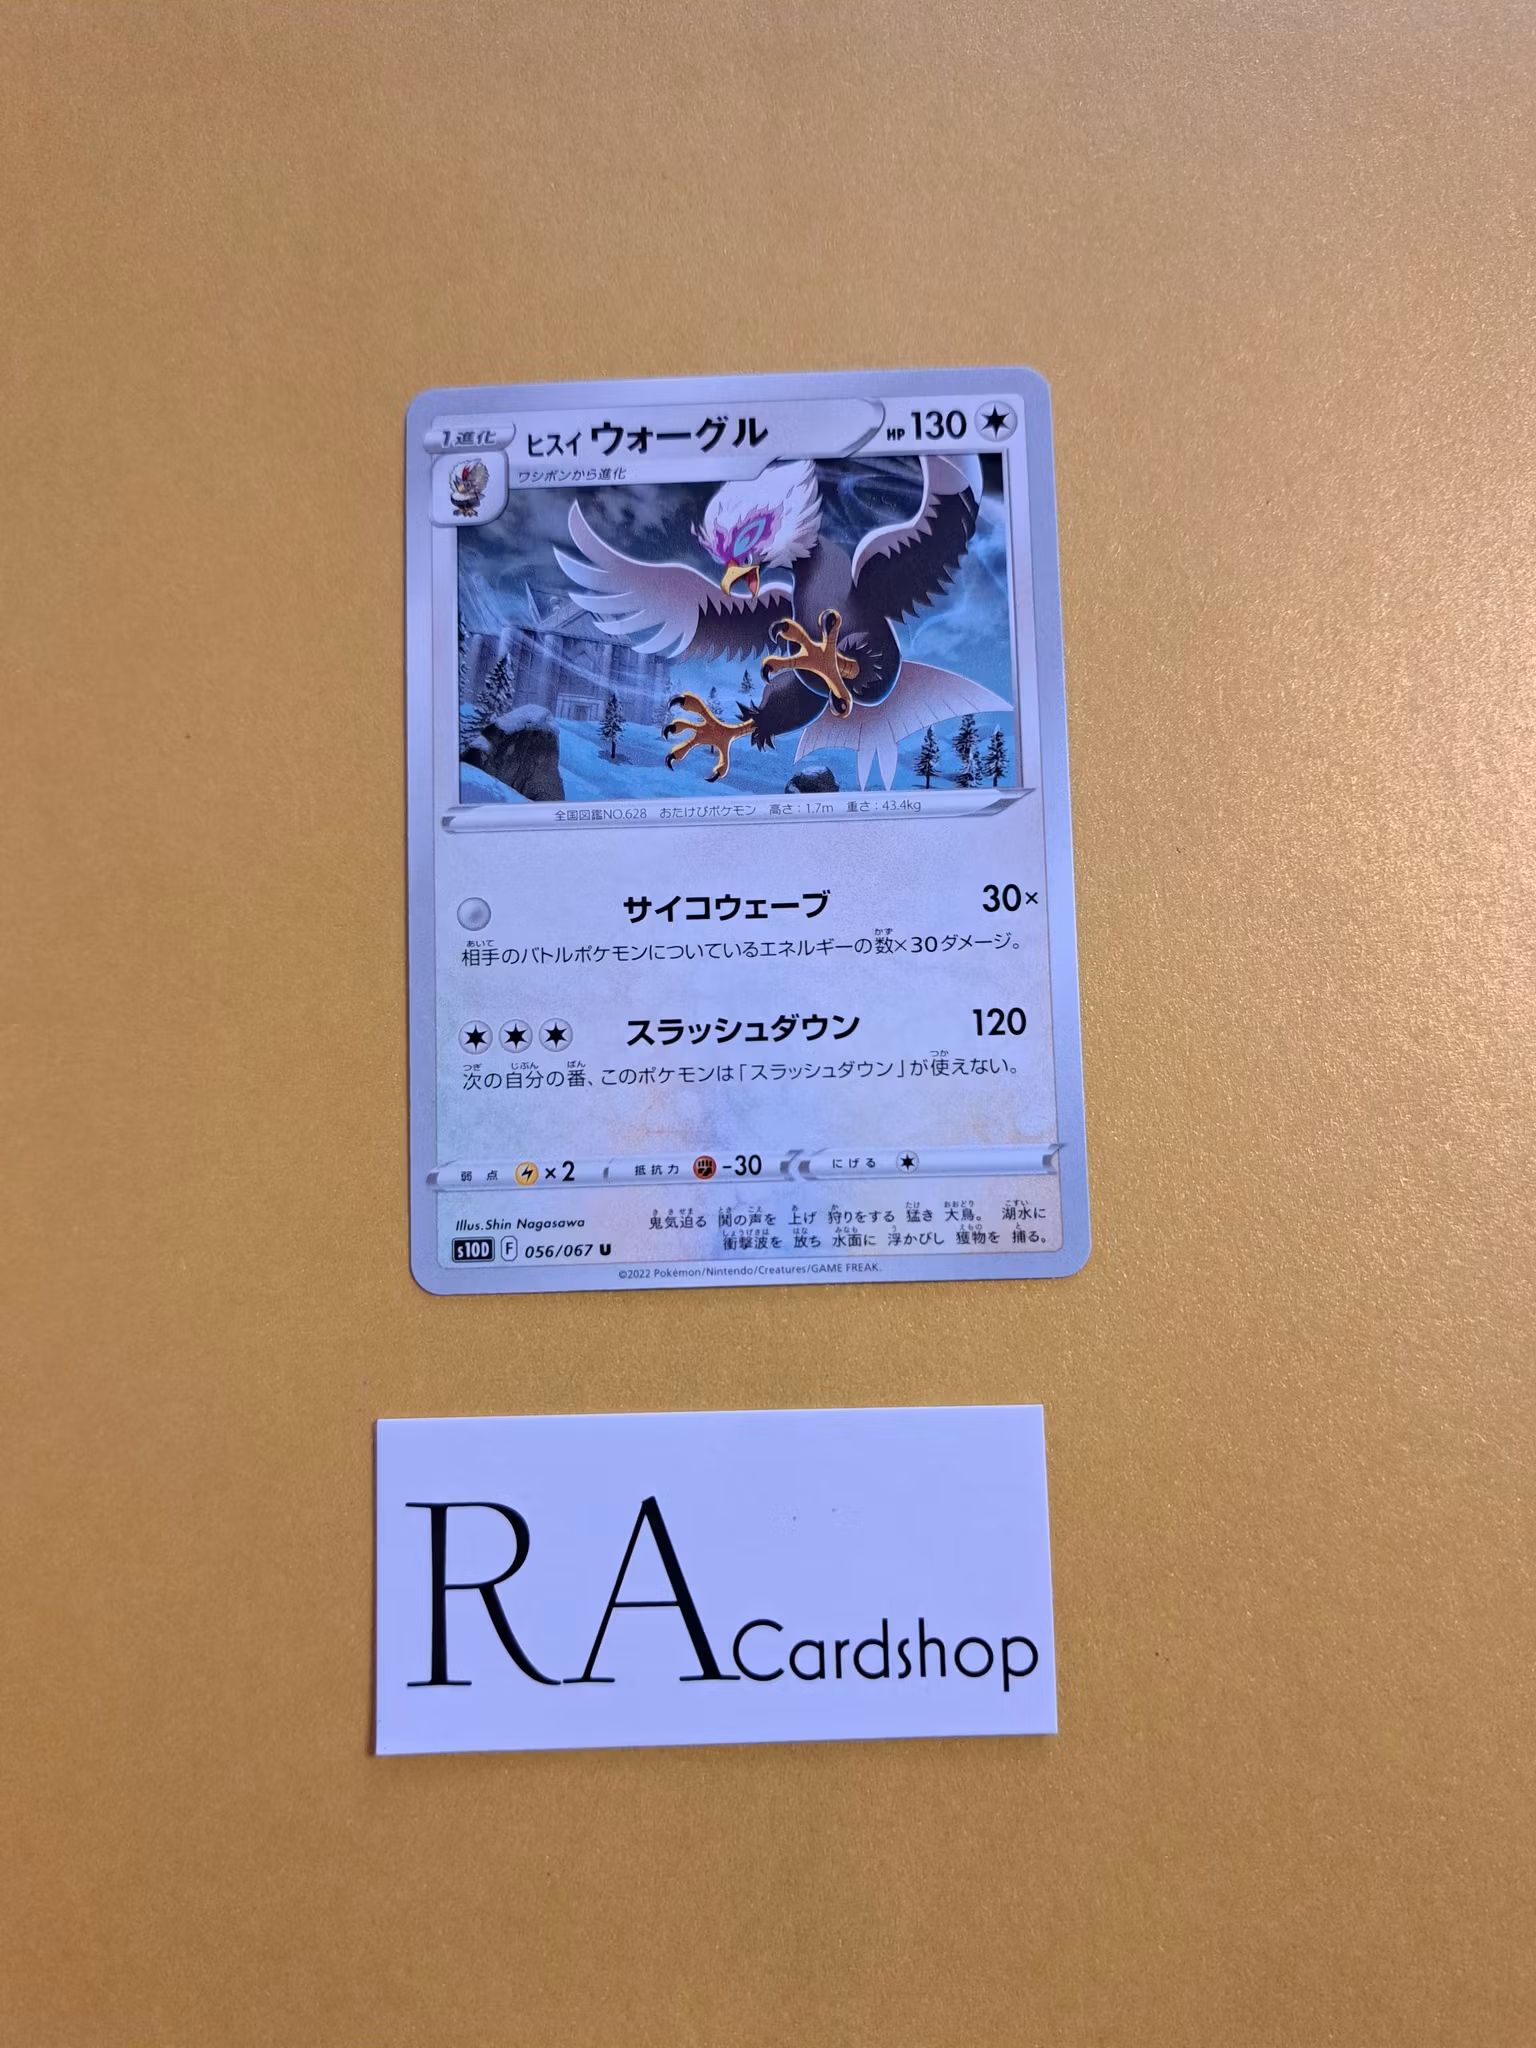 1進化
ヒスイウォーグル
HP 130
ワシボンから進化
全国図鑑NO.628 おたけびポケモン 高さ：1.7m 重さ：43.4kg
サイコウェーブ 30×
相手のバトルポケモンについているエネルギーの数×30ダメージ。
スラッシュダウン 120
次の自分の番、このポケモンは「スラッシュダウン」が使えない。
弱点 ×2 抵抗力 -30 にげる
Illus. Shin Nagasawa
鬼気迫る 鬨の声を 上げ 狩りをする 猛き 大鳥。 湖水に
衝撃波を 放ち 水面に 浮かびし 獲物を 捕る。
s10D F 056/067 U
©2022 Pokémon/Nintendo/Creatures/GAME FREAK.
RA Cardshop